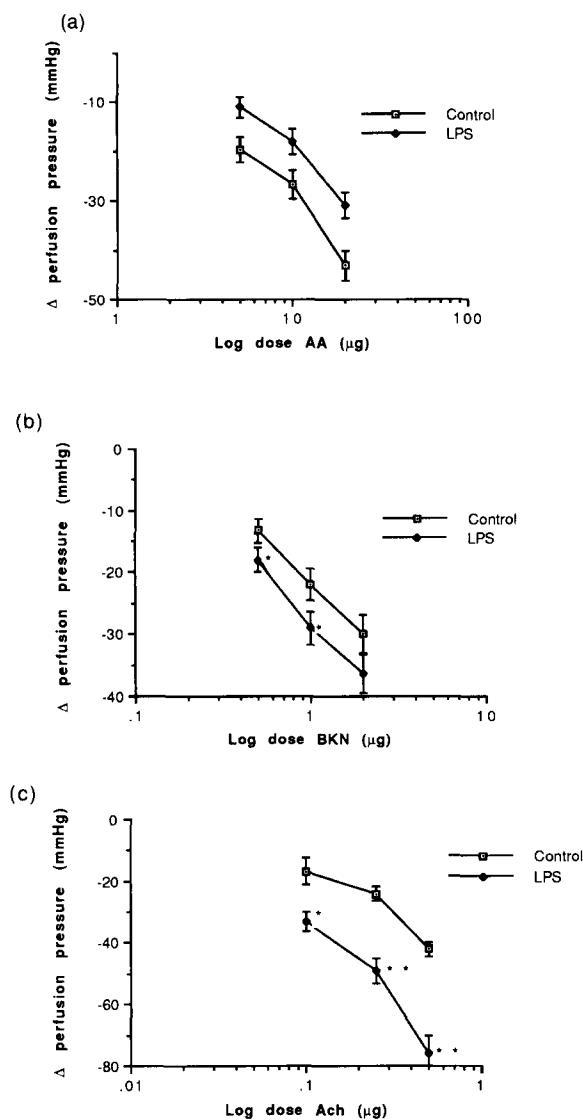 (a)
Δ perfusion pressure (mmHg)
-10
-30
-50
1
10
100
Log dose AA (µg)
Control
LPS
(b)
Δ perfusion pressure (mmHg)
0
-10
-20
-30
-40
.1
1
10
Log dose BKN (µg)
Control
LPS
*
*
(c)
Δ perfusion pressure (mmHg)
0
-20
-40
-60
-80
.01
.1
1
Log dose Ach (µg)
Control
LPS
*
* *
* *